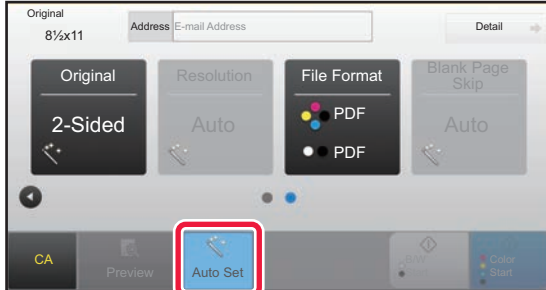 Original
8½x11
Address E-mail Address
Detail
Original
2-Sided
Resolution
Auto
File Format
PDF
PDF
Blank Page
Skip
Auto
CA
Preview
Auto Set
B/W
Start
Color
Start